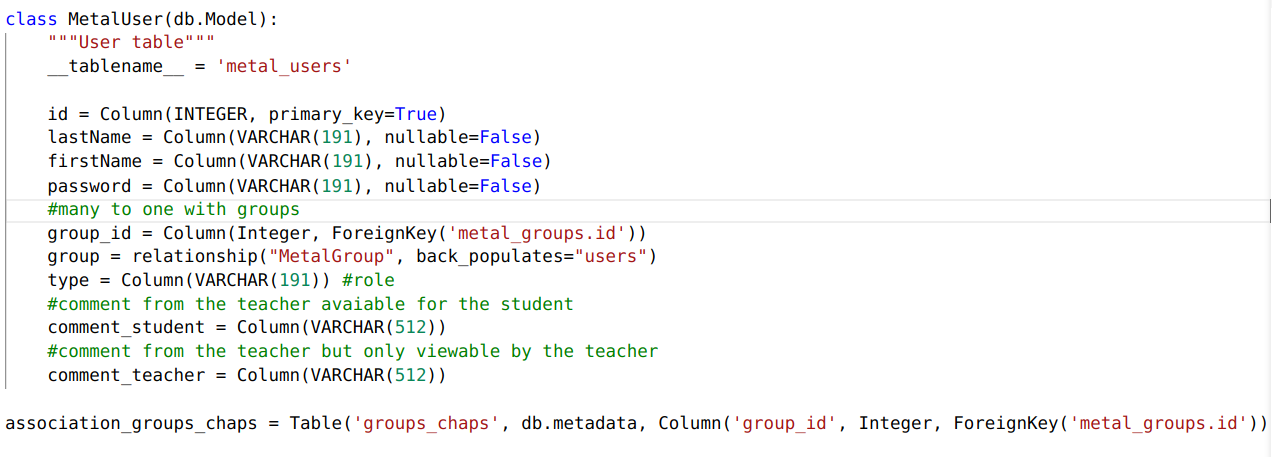 class MetalUser(db.Model):
    """User table"""
    __tablename__ = 'metal_users'

    id = Column(INTEGER, primary_key=True)
    lastName = Column(VARCHAR(191), nullable=False)
    firstName = Column(VARCHAR(191), nullable=False)
    password = Column(VARCHAR(191), nullable=False)
    #many to one with groups
    group_id = Column(Integer, ForeignKey('metal_groups.id'))
    group = relationship("MetalGroup", back_populates="users")
    type = Column(VARCHAR(191)) #role
    #comment from the teacher avaiable for the student
    comment_student = Column(VARCHAR(512))
    #comment from the teacher but only viewable by the teacher
    comment_teacher = Column(VARCHAR(512))

association_groups_chaps = Table('groups_chaps', db.metadata, Column('group_id', Integer, ForeignKey('metal_groups.id'))